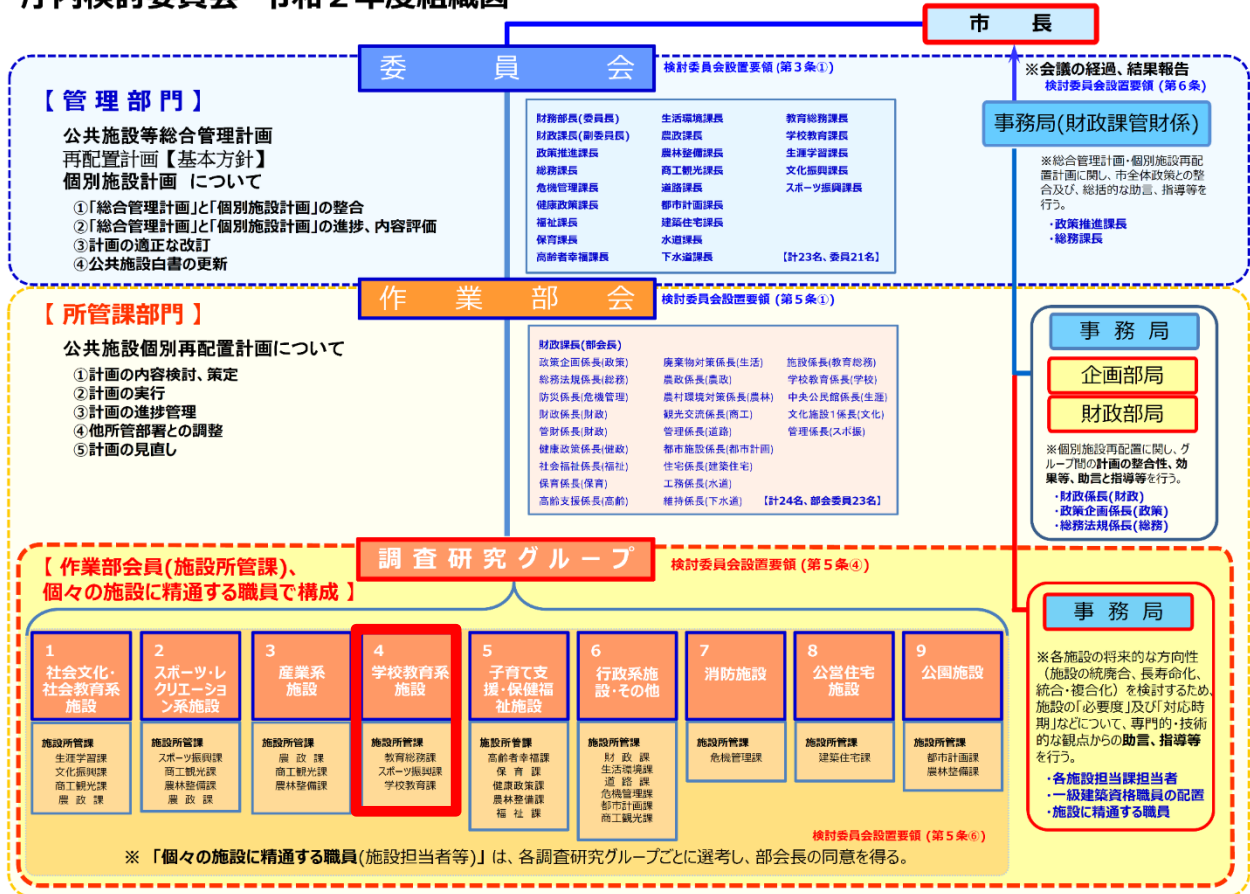 庁内検討委員会 令和２年度組織図
市　長
委　員　会
検討委員会設置要領 (第３条①)
※会議の経過、結果報告
検討委員会設置要領 (第６条)
【 管 理 部 門 】
公共施設等総合管理計画
再配置計画【基本方針】
個別施設計画 について
①「総合管理計画」と「個別施設計画」の整合
②「総合管理計画」と「個別施設計画」の進捗、内容評価
③計画の適正な改訂
④公共施設白書の更新
財務部長(委員長)　生活環境課長　教育総務課長
財政課長(副委員長)　農政課長　学校教育課長
政策推進課長　農林整備課長　生涯学習課長
総務課長　商工観光課長　文化振興課長
危機管理課長　道路課長　スポーツ振興課長
健康政策課長　都市計画課長
福祉課長　建築住宅課長
保育課長　水道課長
高齢者幸福課長　下水道課長　【計23名、委員21名】
事務局(財政課管財係)
※総合管理計画・個別施設再配
置計画に関し、市全体政策との整
合及び、総括的な助言、指導等を
行う。
・政策推進課長
・総務課長
作　業　部　会
検討委員会設置要領 (第５条①)
【 所管課部門 】
公共施設個別再配置計画について
①計画の内容検討、策定
②計画の実行
③計画の進捗管理
④他所管部署との調整
⑤計画の見直し
財政課長(部会長)
政策企画係長(政策)　廃棄物対策係長(生活)　施設係長(教育総務)
総務法規係長(総務)　農政係長(農政)　学校教育係長(学校)
防災係長(危機管理)　農村環境対策係長(農林)　中央公民館係長(生涯)
財政係長(財政)　観光交流係長(商工)　文化施設1係長(文化)
管財係長(財政)　管理係長(道路)　管理係長(スポ振)
健康政策係長(健政)　都市施設係長(都市計画)
社会福祉係長(福祉)　住宅係長(建築住宅)
保育係長(保育)　工務係長(水道)
高齢支援係長(高齢)　維持係長(下水道)　【計24名、部会委員23名】
事 務 局
企画部局
財政部局
※個別施設再配置に関し、グ
ループ間の計画の整合性、効
果等、助言と指導等を行う。
・財政係長(財政)
・政策企画係長(政策)
・総務法規係長(総務)
調 査 研 究 グ ル ー プ
検討委員会設置要領 (第５条④)
【 作業部会員(施設所管課)、
個々の施設に精通する職員で構成 】
1
社会文化・
社会教育系
施設
施設所管課
生涯学習課
文化振興課
商工観光課
農 政 課
2
スポーツ・レ
クリエーショ
ン系施設
施設所管課
スポーツ振興課
商工観光課
農林整備課
農 政 課
3
産業系
施設
施設所管課
農 政 課
商工観光課
農林整備課
4
学校教育系
施設
施設所管課
教育総務課
スポーツ振興課
学校教育課
5
子育て支
援・保健福
祉施設
施設所管課
高齢者幸福課
保 育 課
健康政策課
農林整備課
福 祉 課
6
行政系施
設・その他
施設所管課
財 政 課
生活環境課
道 路 課
危機管理課
都市計画課
商工観光課
7
消防施設
施設所管課
危機管理課
8
公営住宅
施設
施設所管課
建築住宅課
9
公園施設
施設所管課
都市計画課
農林整備課
事 務 局
※各施設の将来的な方向性
（施設の統廃合、長寿命化、
統合・複合化）を検討するため、
施設の「必要度」及び「対応時
期」などについて、専門的・技術
的な観点からの助言、指導等
を行う。
・各施設担当課担当者
・一級建築資格職員の配置
・施設に精通する職員
検討委員会設置要領 (第５条⑥)
※ 「個々の施設に精通する職員(施設担当者等)」は、各調査研究グループごとに選考し、部会長の同意を得る。